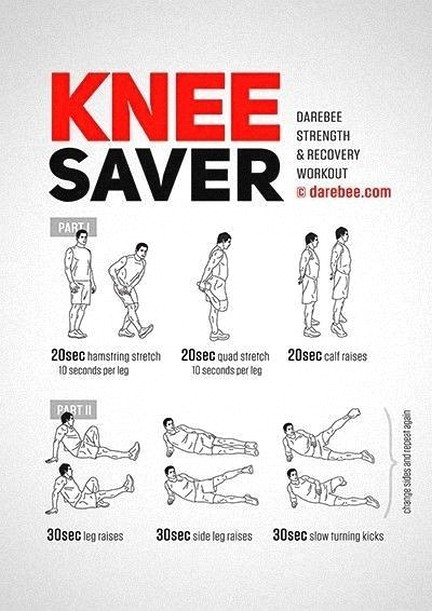 KNEE
SAVER
DAREBEE
STRENGTH
& RECOVERY
WORKOUT
© darebee.com
PART I
20sec hamstring stretch
10 seconds per leg
20sec quad stretch
10 seconds per leg
20sec calf raises
PART II
30sec leg raises
30sec side leg raises
30sec slow turning kicks
change sides and repeat again